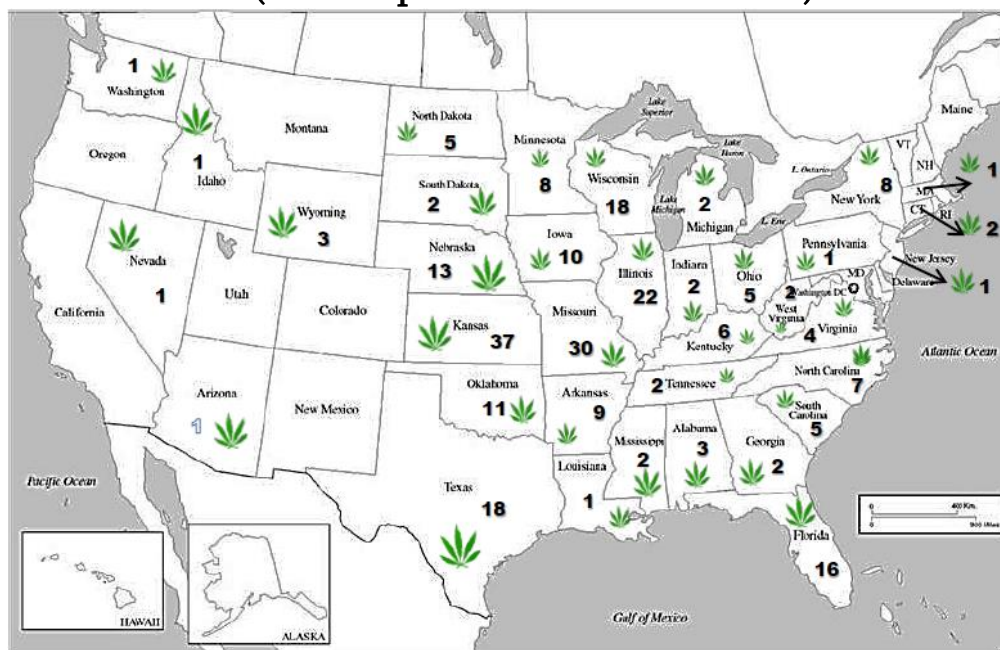 1
Washington
Oregon
California
1
Idaho
Nevada
1
Montana
Wyoming
3
Utah
Colorado
Arizona
1
New Mexico
North Dakota
5
South Dakota
2
Nebraska
13
Kansas
37
Oklahoma
11
Texas
18
Minnesota
8
Iowa
10
Missouri
30
Arkansas
9
Louisiana
1
Wisconsin
18
Illinois
22
Lake
Superior
Lake
Michigan
Lake
Huron
2
Michigan
L. Ontario
L. Erie
Indiana
2
Ohio
5
6
Kentucky
2 Tennessee
Mississippi
2
Alabama
3
Georgia
2
Florida
16
South
Carolina
5
North Carolina
7
West
Virginia
2
Virginia
4
Washington DC
MD
Delaware
New Jersey
Pennsylvania
1
New York
8
VT
NH
Maine
MA
CT
RI
1
2
1
Atlantic Ocean
Pacific Ocean
Gulf of Mexico
HAWAII
ALASKA
0
0